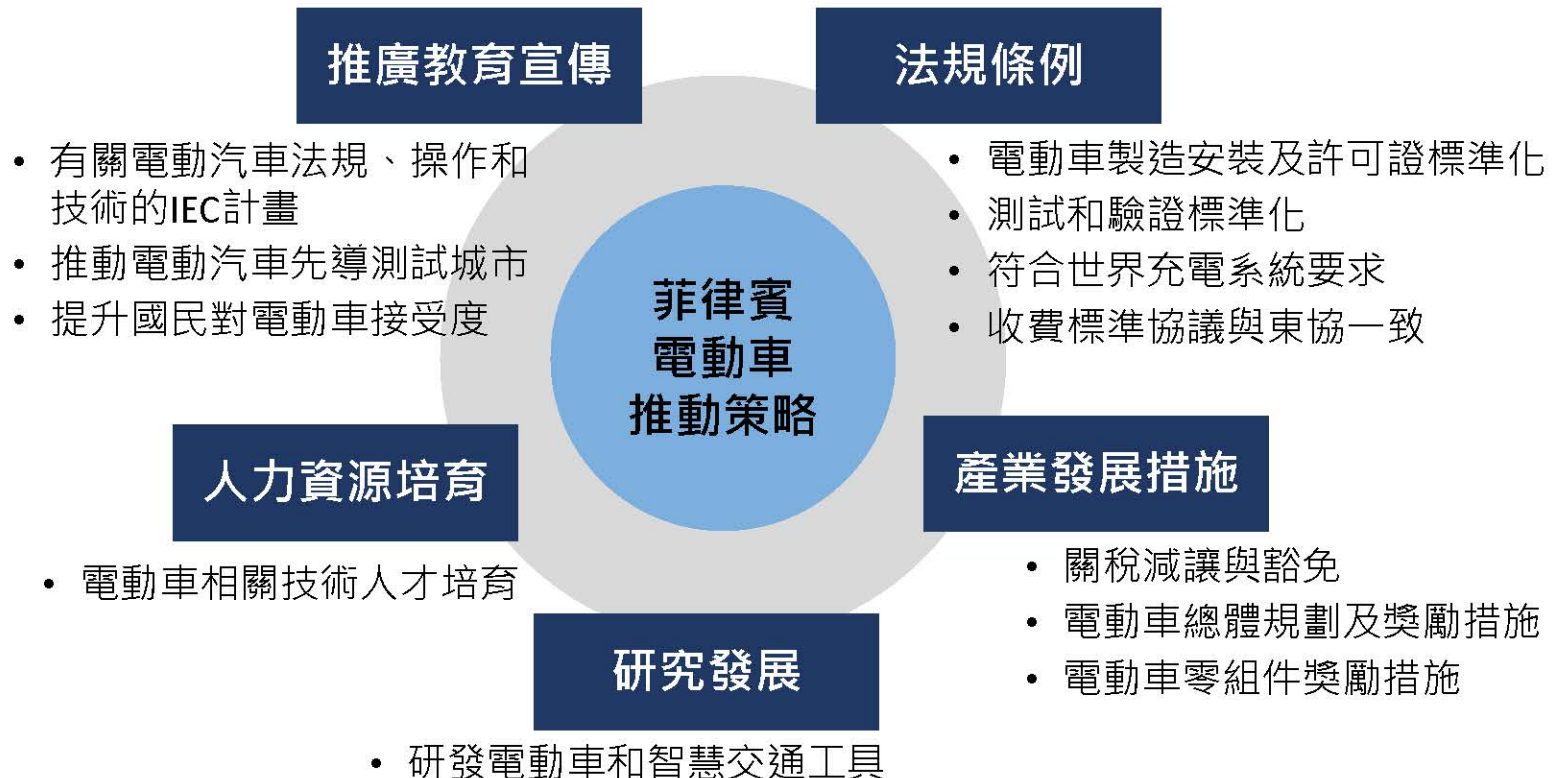 推廣教育宣傳
• 有關電動汽車法規、操作和
技術的IEC計畫
• 推動電動汽車先導測試城市
• 提升國民對電動車接受度
法規條例
• 電動車製造安裝及許可證標準化
• 測試和驗證標準化
• 符合世界充電系統要求
• 收費標準協議與東協一致
菲律賓
電動車
推動策略
人力資源培育
• 電動車相關技術人才培育
產業發展措施
• 關稅減讓與豁免
• 電動車總體規劃及獎勵措施
• 電動車零組件獎勵措施
研究發展
• 研發電動車和智慧交通工具